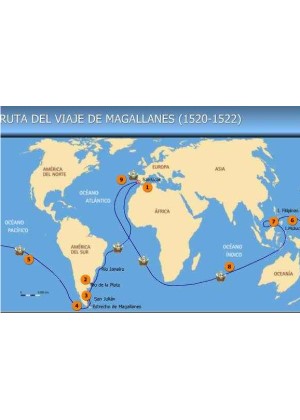 RUTA DEL VIAJE DE MAGALLANES (1520-1522)
AMÉRICA
DEL NORTE
EUROPA
ASIA
9
1
OCÉANO
ATLÁNTICO
OCÉANO
PACÍFICO
ÁFRICA
I. Filipinas
6
7
AMÉRICA
DEL SUR
OCÉANO
ÍNDICO
5
Río Janeiro
8
OCEANÍA
2
Río de la Plata
3
San Julián
4
Estrecho de Magallanes